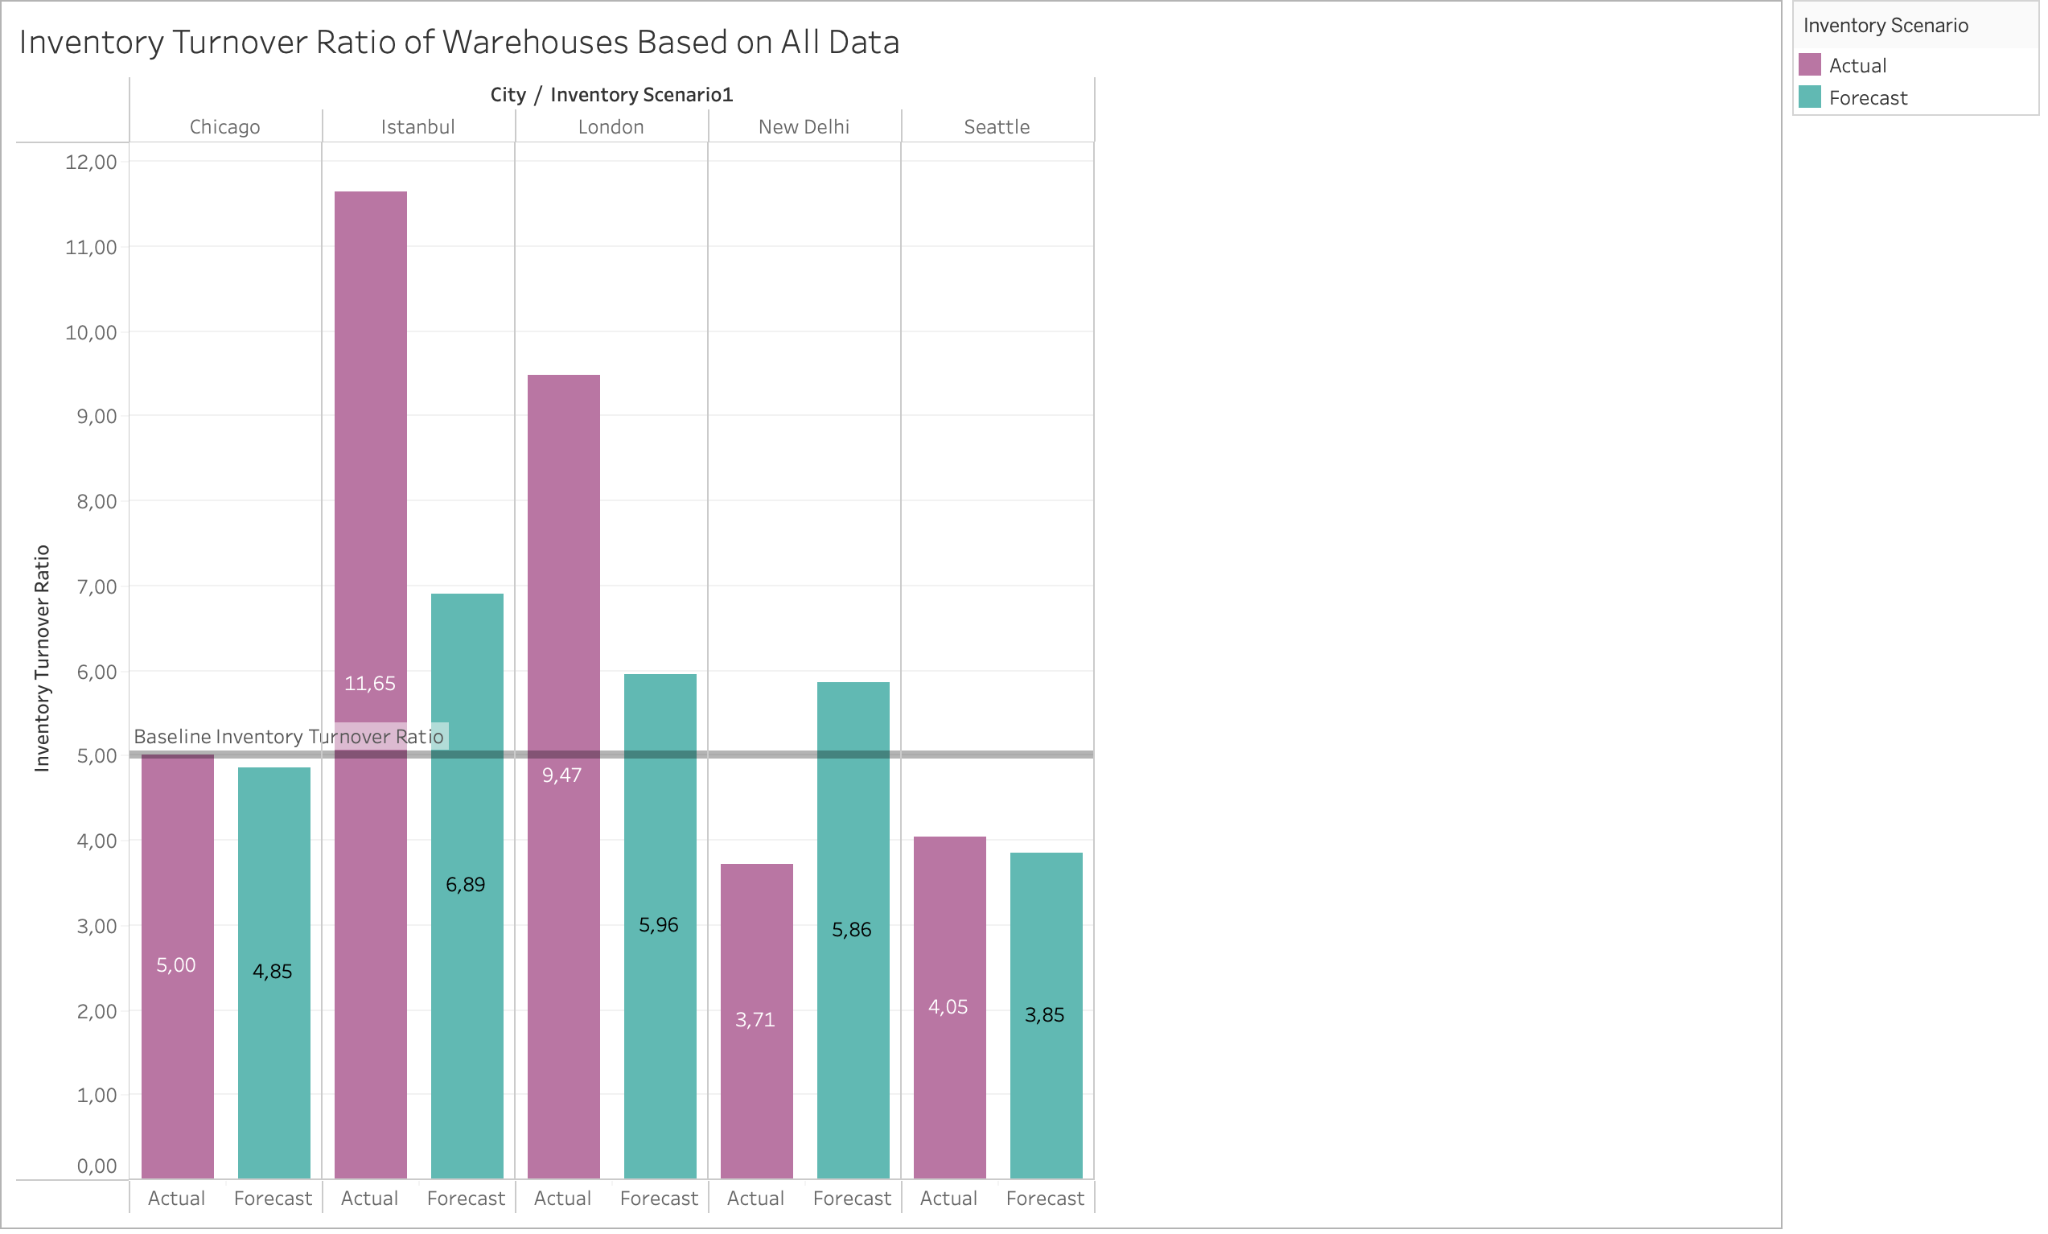 Inventory Turnover Ratio of Warehouses Based on All Data
Inventory Scenario
Actual
Forecast
City / Inventory Scenario1
Chicago Istanbul London New Delhi Seattle
Inventory Turnover Ratio
12,00
11,00
10,00
9,00
8,00
7,00
6,00
5,00
4,00
3,00
2,00
1,00
0,00
Baseline Inventory Turnover Ratio
5,00
4,85
11,65
6,89
9,47
5,96
3,71
5,86
4,05
3,85
Actual Forecast Actual Forecast Actual Forecast Actual Forecast Actual Forecast